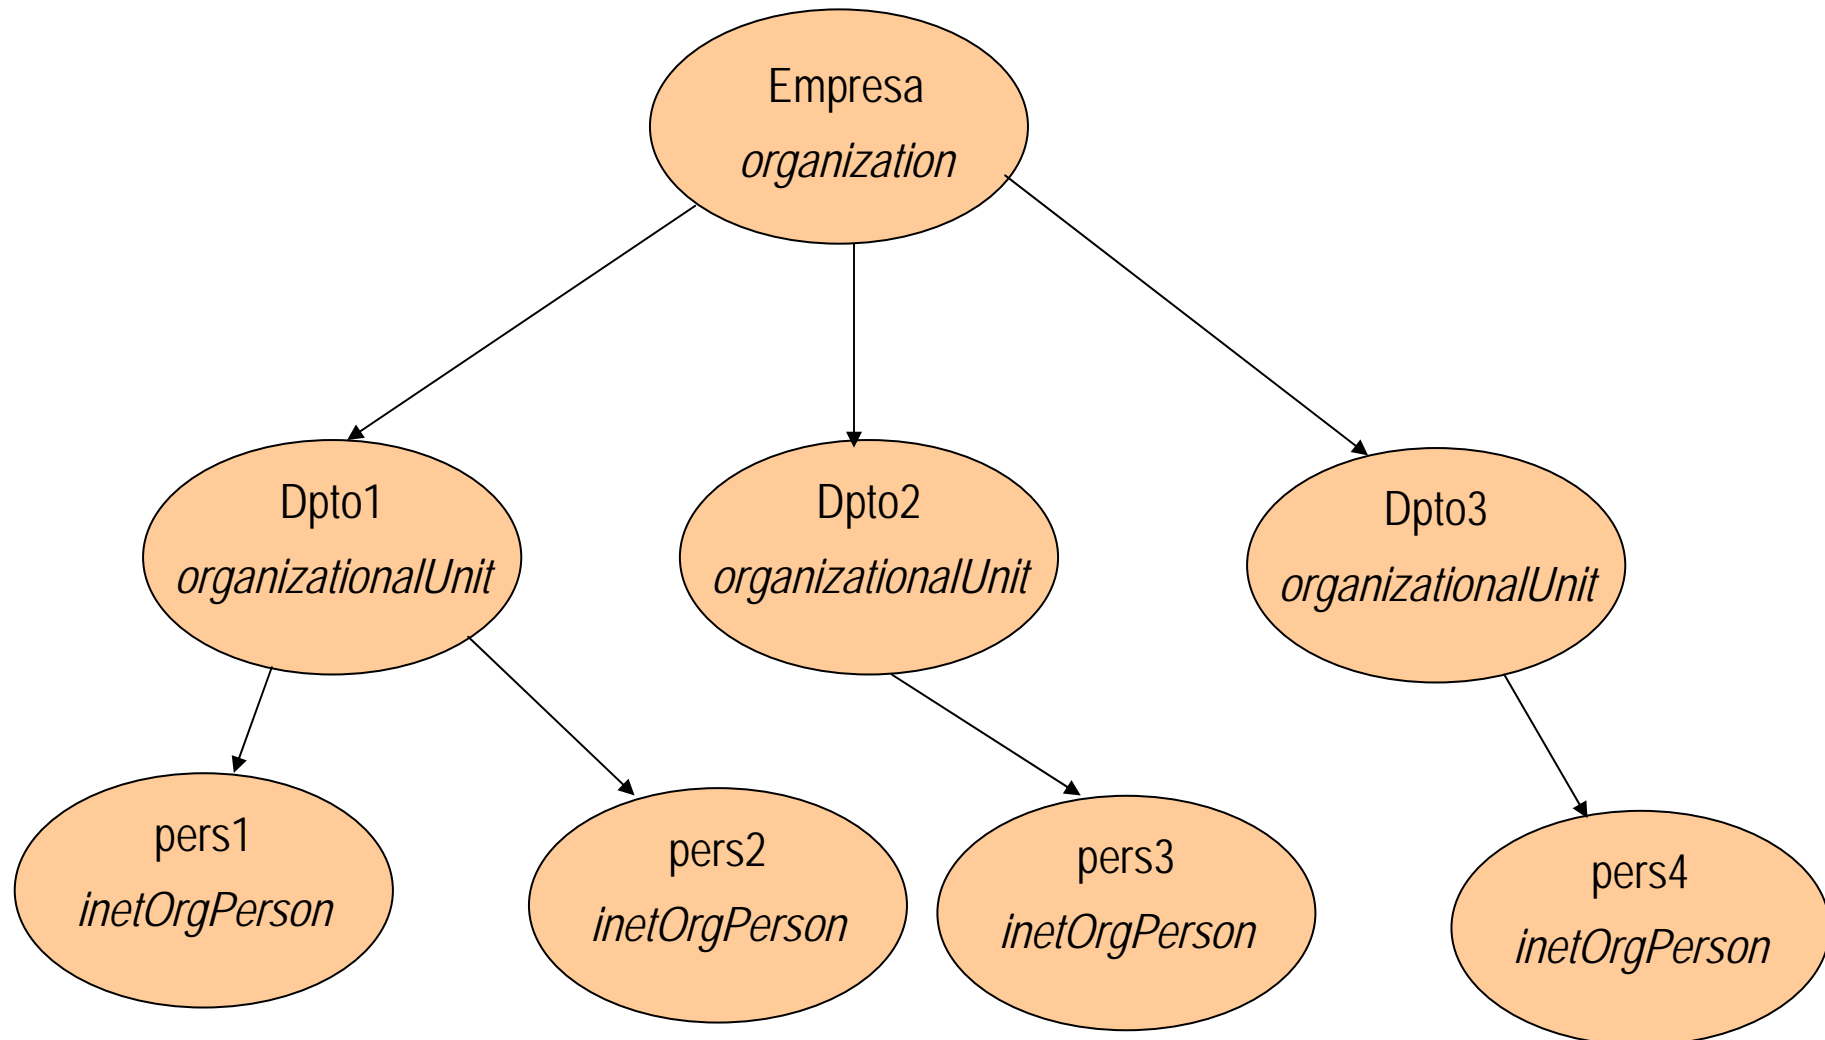 Empresa
organization
Dpto1
organizationalUnit
Dpto2
organizationalUnit
Dpto3
organizationalUnit
pers1
inetOrgPerson
pers2
inetOrgPerson
pers3
inetOrgPerson
pers4
inetOrgPerson